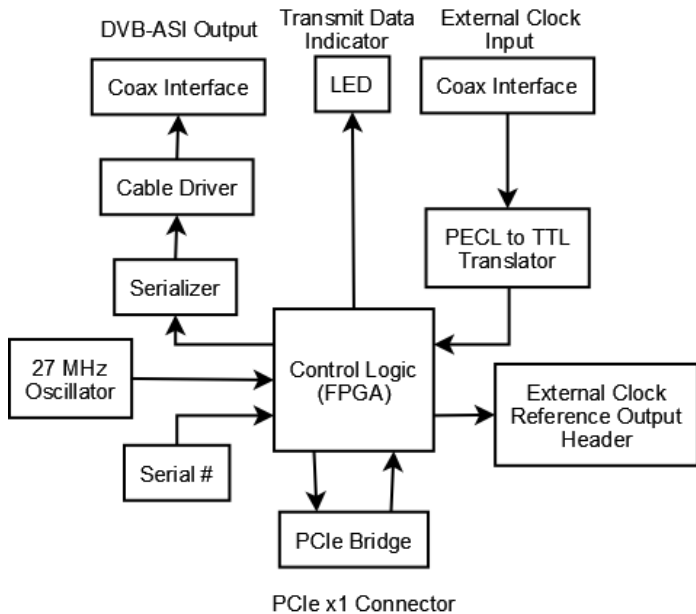 DVB-ASI Output
Transmit Data
Indicator
External Clock
Input
Coax Interface
LED
Coax Interface
Cable Driver
PECL to TTL
Translator
Serializer
27 MHz
Oscillator
Control Logic
(FPGA)
External Clock
Reference Output
Header
Serial #
PCIe Bridge
PCIe x1 Connector